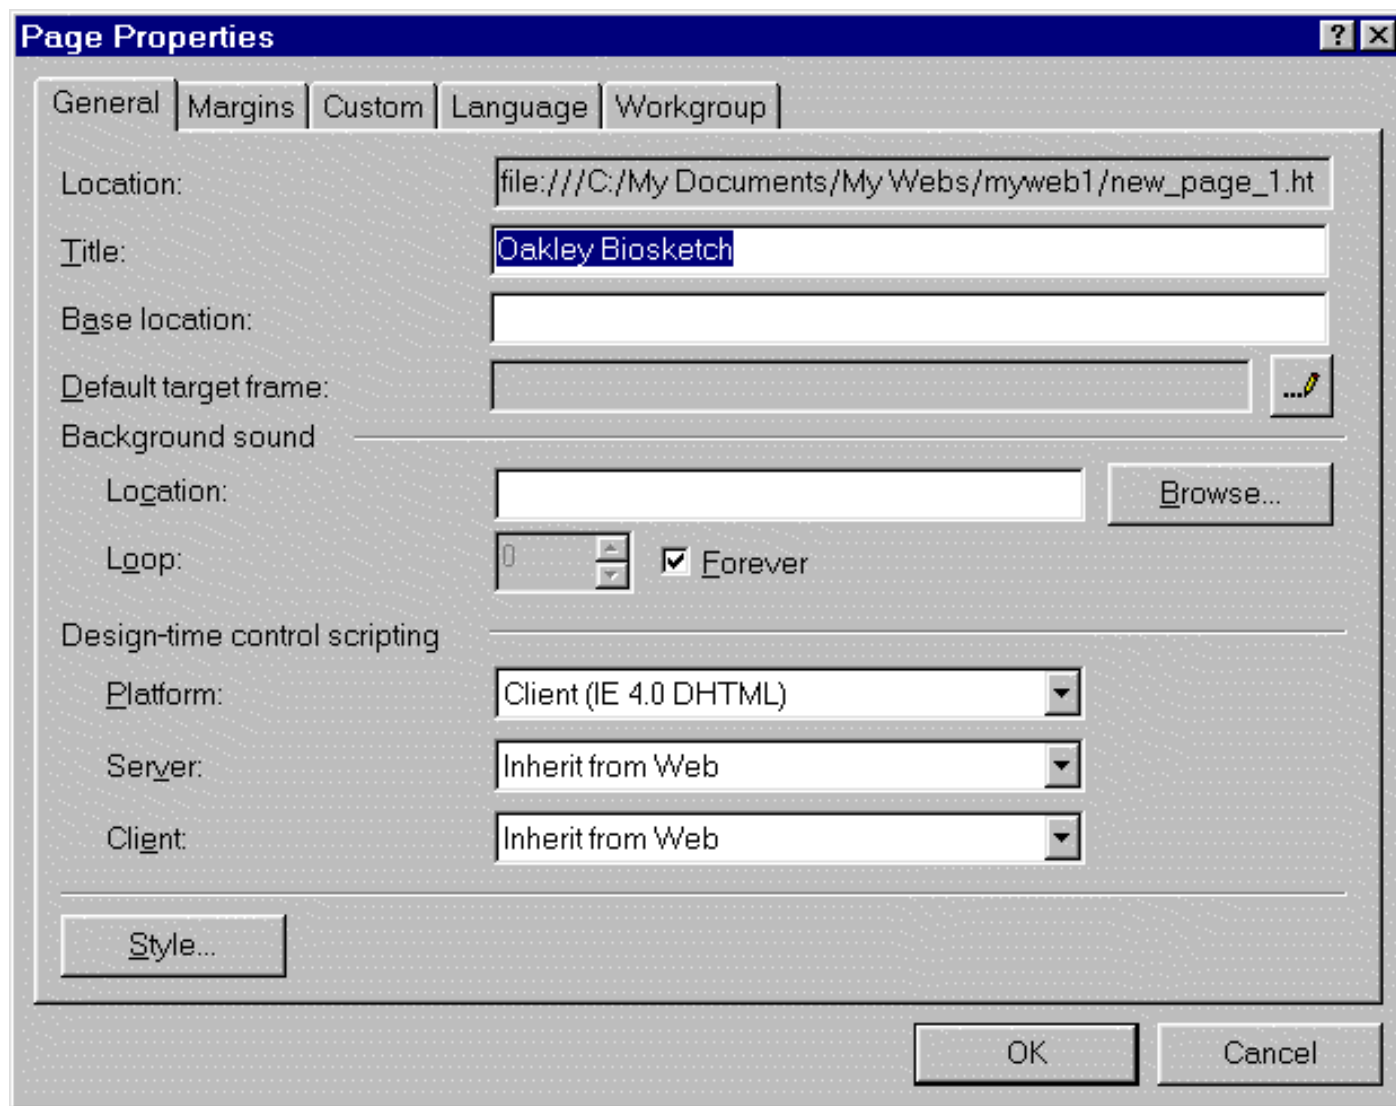 Page Properties
General Margins Custom Language Workgroup
Location: file:///C:/My Documents/My Webs/myweb1/new_page_1.ht
Title: Oakley Biosketch
Base location:
Default target frame: ...
Background sound
Location: Browse...
Loop: 0 Forever
Design-time control scripting
Platform: Client (IE 4.0 DHTML)
Server: Inherit from Web
Client: Inherit from Web
Style...
OK Cancel